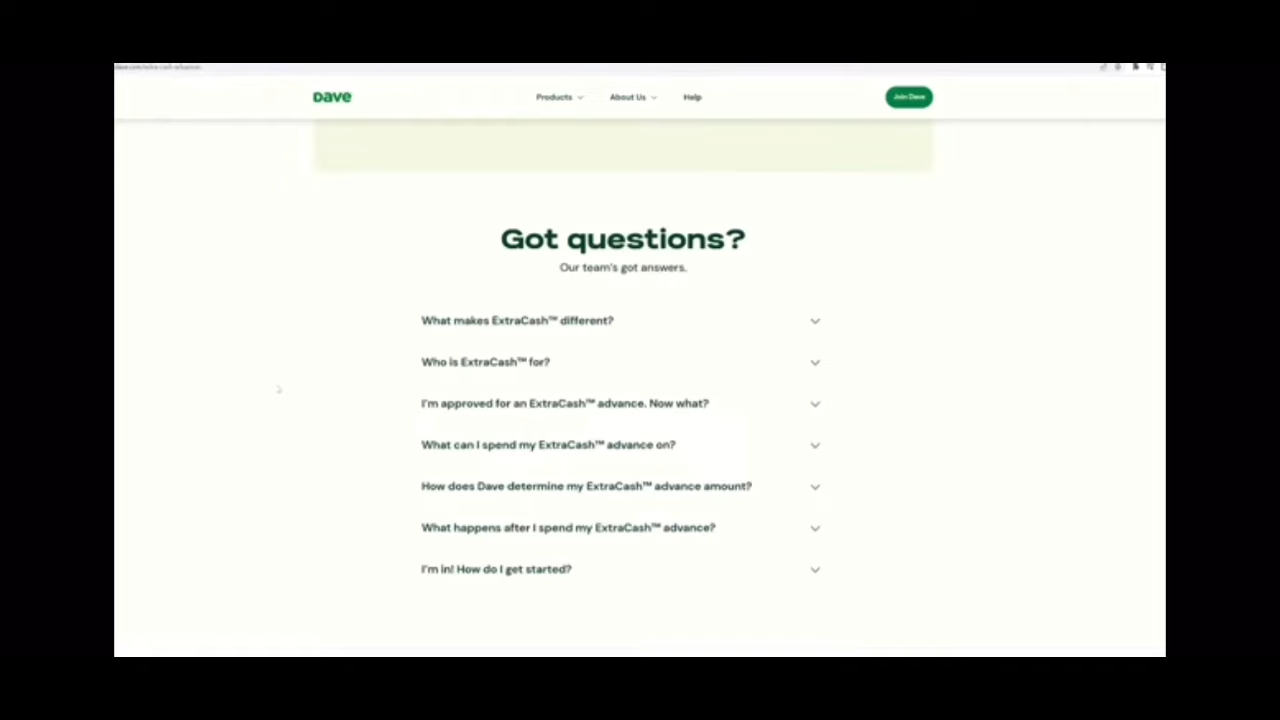 Dave
Products
About Us
Help
Join Dave
Got questions?
Our team's got answers.
What makes ExtraCash™ different?
Who is ExtraCash™ for?
I'm approved for an ExtraCash™ advance. Now what?
What can I spend my ExtraCash™ advance on?
How does Dave determine my ExtraCash™ advance amount?
What happens after I spend my ExtraCash™ advance?
I'm in! How do I get started?